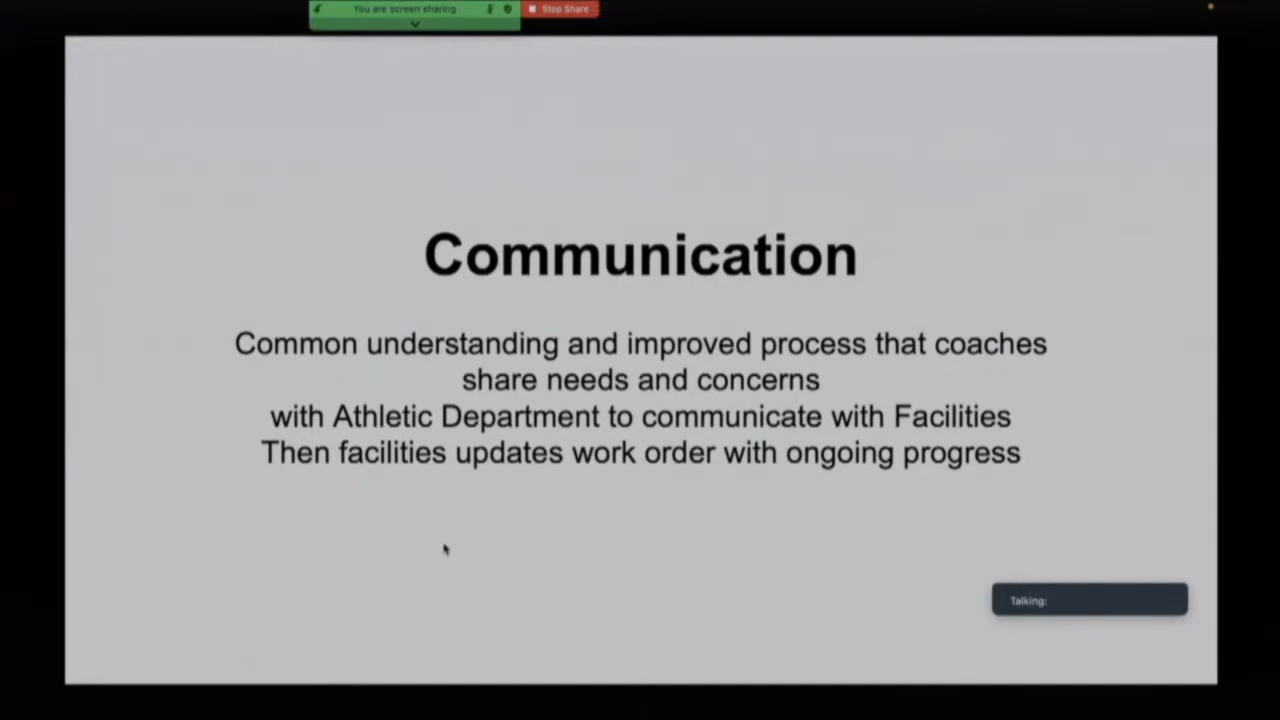 You are screen sharing
Stop Share
Communication
Common understanding and improved process that coaches
share needs and concerns
with Athletic Department to communicate with Facilities
Then facilities updates work order with ongoing progress
Talking: